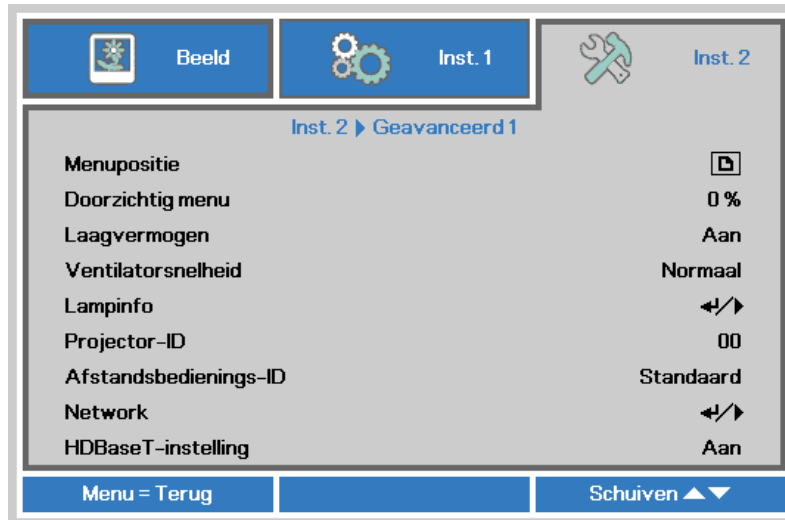 Beeld
Inst. 1
Inst. 2
Inst. 2 ▶ Geavanceerd 1
Menupositie
Doorzichtig menu 0 %
Laagvermogen Aan
Ventilatorsnelheid Normaal
Lampinfo
Projector-ID 00
Afstandsbedienings-ID Standaard
Network
HDBaseT-instelling Aan
Menu = Terug
Schuiven ▲▼